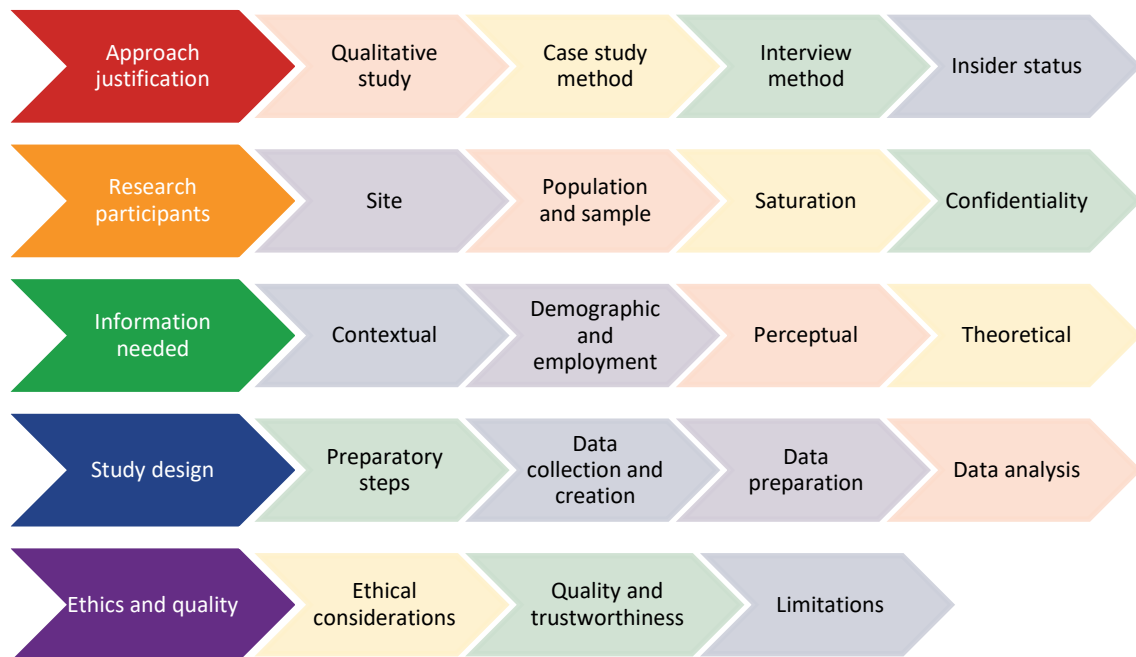 Approach
justification
Qualitative
study
Case study
method
Interview
method
Insider status
Research
participants
Site
Population
and sample
Saturation
Confidentiality
Information
needed
Contextual
Demographic
and
employment
Perceptual
Theoretical
Study design
Preparatory
steps
Data
collection and
creation
Data
preparation
Data analysis
Ethics and quality
Ethical
considerations
Quality and
trustworthiness
Limitations